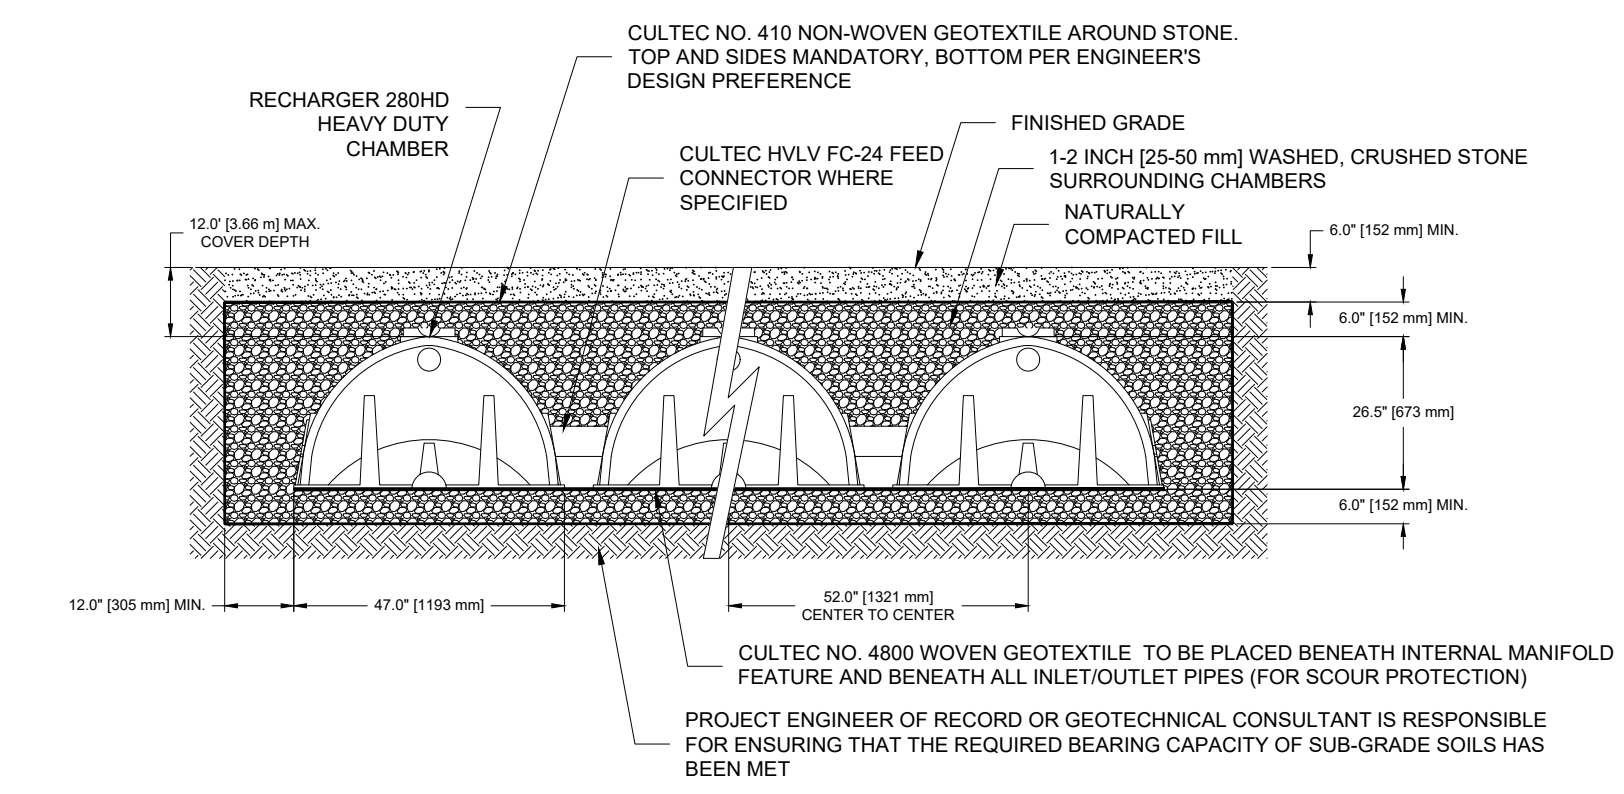 CULTEC NO. 410 NON-WOVEN GEOTEXTILE AROUND STONE.
TOP AND SIDES MANDATORY, BOTTOM PER ENGINEER'S
DESIGN PREFERENCE
RECHARGER 280HD
HEAVY DUTY
CHAMBER
FINISHED GRADE
CULTEC HVLV FC-24 FEED
CONNECTOR WHERE
SPECIFIED
1-2 INCH [25-50 mm] WASHED, CRUSHED STONE
SURROUNDING CHAMBERS
NATURALLY
COMPACTED FILL
12.0' [3.66 m] MAX.
COVER DEPTH
6.0" [152 mm] MIN.
6.0" [152 mm] MIN.
26.5" [673 mm]
6.0" [152 mm] MIN.
12.0" [305 mm] MIN.
47.0" [1193 mm]
52.0" [1321 mm]
CENTER TO CENTER
CULTEC NO. 4800 WOVEN GEOTEXTILE TO BE PLACED BENEATH INTERNAL MANIFOLD
FEATURE AND BENEATH ALL INLET/OUTLET PIPES (FOR SCOUR PROTECTION)
PROJECT ENGINEER OF RECORD OR GEOTECHNICAL CONSULTANT IS RESPONSIBLE
FOR ENSURING THAT THE REQUIRED BEARING CAPACITY OF SUB-GRADE SOILS HAS
BEEN MET